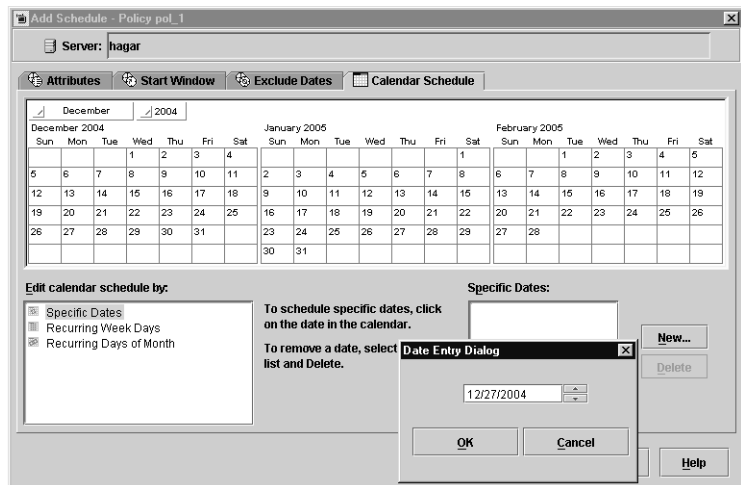 Add Schedule - Policy pol_1
Server: hagar
Attributes Start Window Exclude Dates Calendar Schedule
December 2004
December 2004 January 2005 February 2005
Sun Mon Tue Wed Thu Fri Sat Sun Mon Tue Wed Thu Fri Sat Sun Mon Tue Wed Thu Fri Sat
1 2 3 4 1 1 2 3 4 5
5 6 7 8 9 10 11 2 3 4 5 6 7 8 6 7 8 9 10 11 12
12 13 14 15 16 17 18 9 10 11 12 13 14 15 13 14 15 16 17 18 19
19 20 21 22 23 24 25 16 17 18 19 20 21 22 20 21 22 23 24 25 26
26 27 28 29 30 31 23 24 25 26 27 28 29 27 28
30 31
Edit calendar schedule by:
Specific Dates
Recurring Week Days
Recurring Days of Month
To schedule specific dates, click
on the date in the calendar.
To remove a date, select
list and Delete.
Specific Dates:
New...
Delete
Date Entry Dialog
12/27/2004
OK Cancel
Help